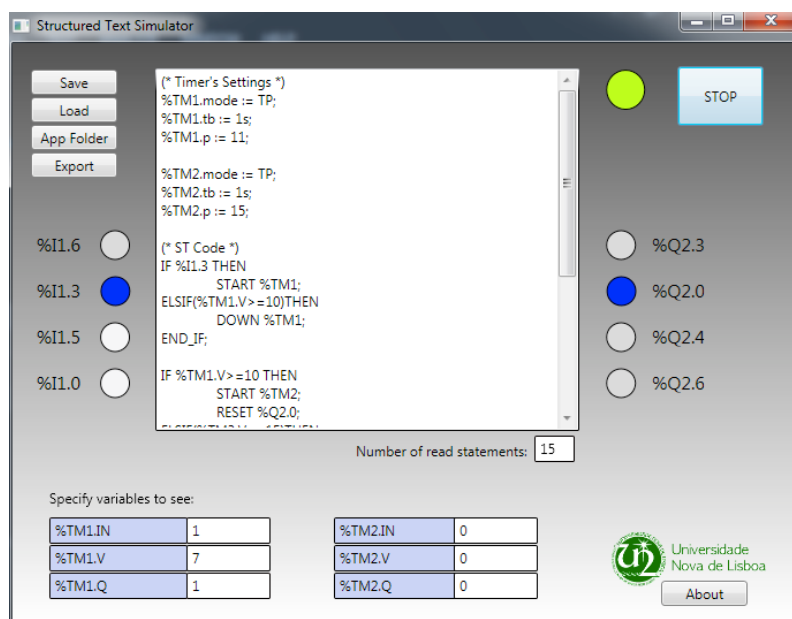 Structured Text Simulator
Save
Load
App Folder
Export
(* Timer's Settings *)
%TM1.mode := TP;
%TM1.tb := 1s;
%TM1.p := 11;
%TM2.mode := TP;
%TM2.tb := 1s;
%TM2.p := 15;
(* ST Code *)
IF %I1.3 THEN
START %TM1;
ELSIF(%TM1.V>=10)THEN
DOWN %TM1;
END_IF;
IF %TM1.V>=10 THEN
START %TM2;
RESET %Q2.0;
STOP
%I1.6
%I1.3
%I1.5
%I1.0
%Q2.3
%Q2.0
%Q2.4
%Q2.6
Number of read statements: 15
Specify variables to see:
%TM1.IN 1
%TM1.V 7
%TM1.Q 1
%TM2.IN 0
%TM2.V 0
%TM2.Q 0
Universidade
Nova de Lisboa
About